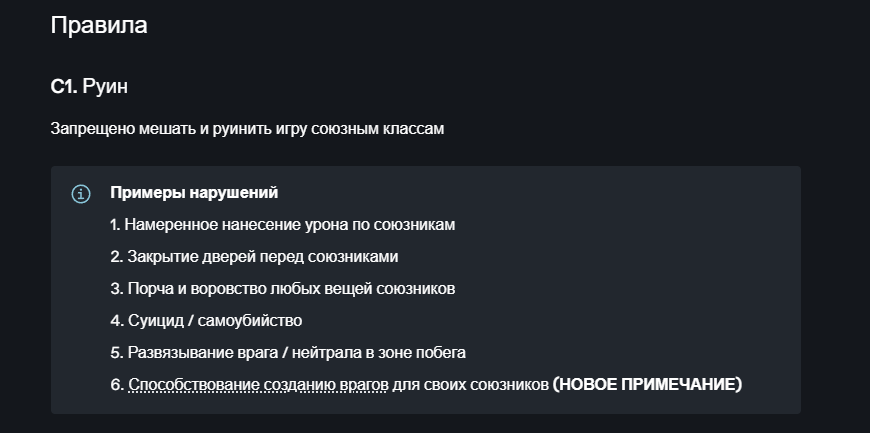 Правила
C1. Руин
Запрещено мешать и руинить игру союзным классам
Примеры нарушений
1. Намеренное нанесение урона по союзникам
2. Закрытие дверей перед союзниками
3. Порча и воровство любых вещей союзников
4. Суицид / самоубийство
5. Развязывание врага / нейтрала в зоне побега
6. Способствование созданию врагов для своих союзников (НОВОЕ ПРИМЕЧАНИЕ)